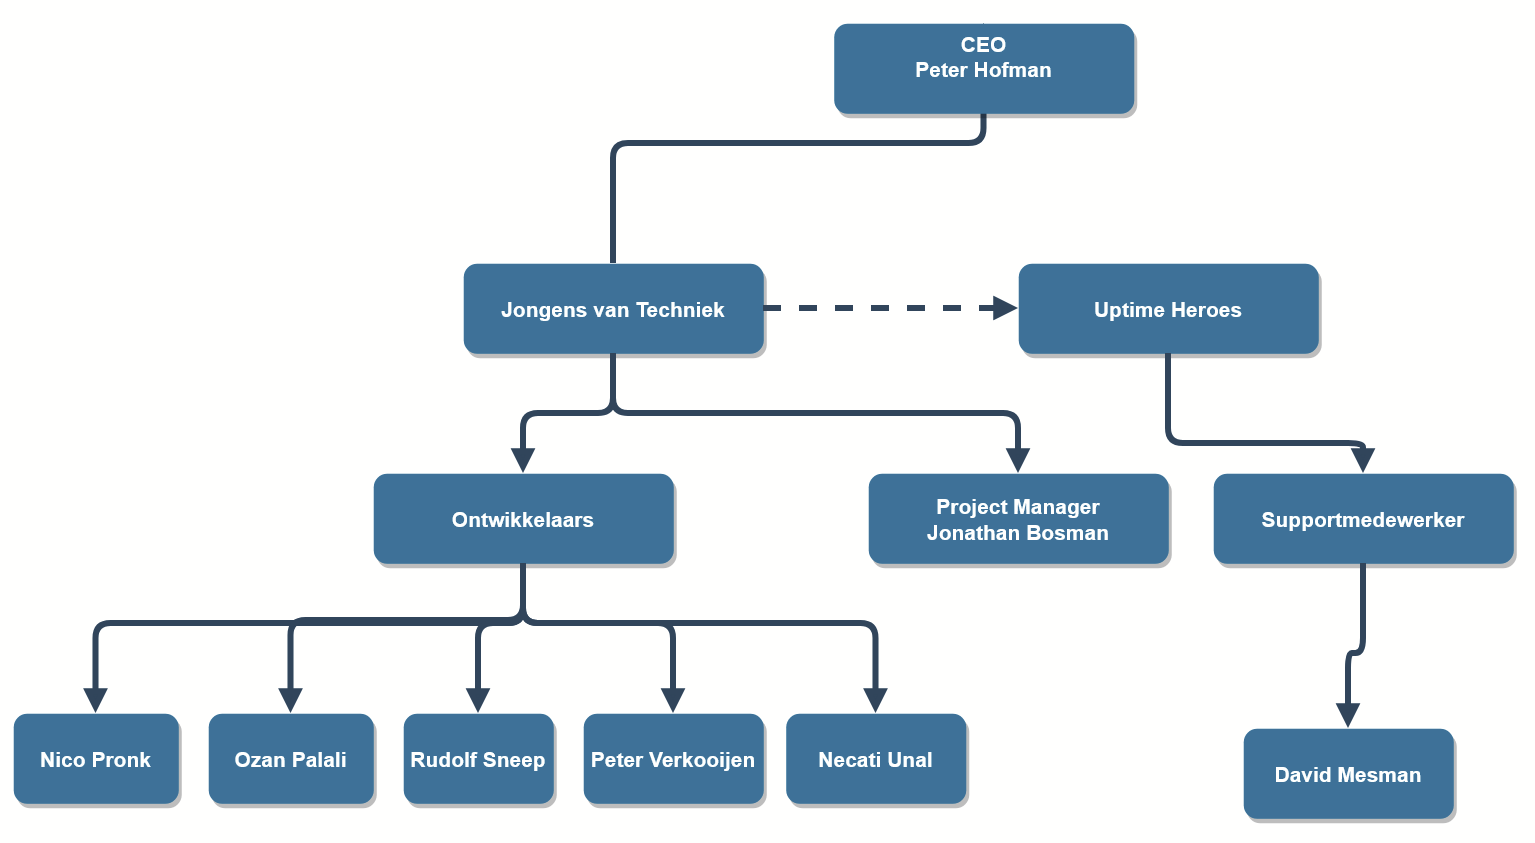 CEO
Peter Hofman
Jongens van Techniek
Uptime Heroes
Ontwikkelaars
Project Manager
Jonathan Bosman
Supportmedewerker
Nico Pronk
Ozan Palali
Rudolf Sneep
Peter Verkooijen
Necati Unal
David Mesman